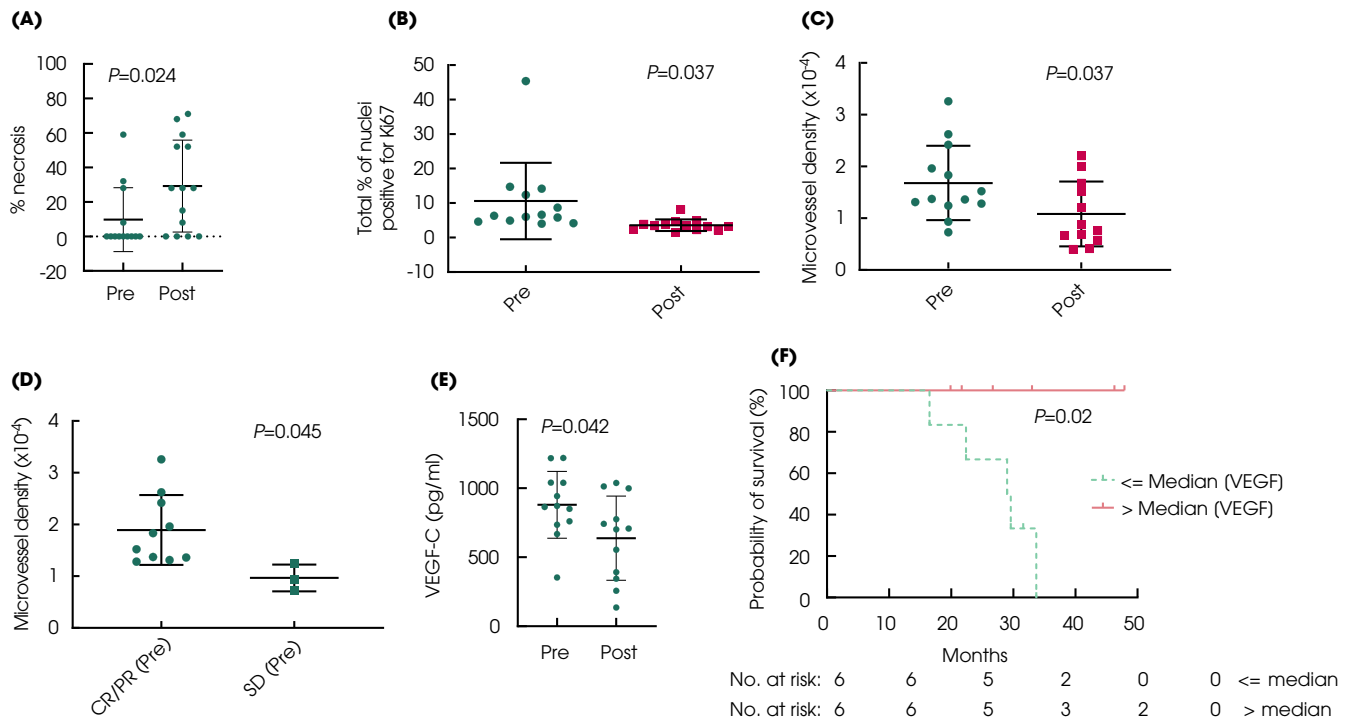 (A)
P=0.024
% necrosis
100
80
60
40
20
0
-20
Pre Post
(B)
P=0.037
Total % of nuclei
positive for Ki67
50
40
30
20
10
0
-10
Pre Post
(C)
P=0.037
Microvessel density (x10-4)
4
3
2
1
0
Pre Post
(D)
P=0.045
Microvessel density (x10-4)
4
3
2
1
0
CR/PR (Pre) SD (Pre)
(E)
P=0.042
VEGF-C (pg/ml)
1500
1000
500
0
Pre Post
(F)
P=0.02
Probability of survival (%)
100
80
60
40
20
0
0 10 20 30 40 50
Months
<= Median (VEGF)
> Median (VEGF)
No. at risk: 6 6 5 2 0 0 <= median
No. at risk: 6 6 5 3 2 0 > median